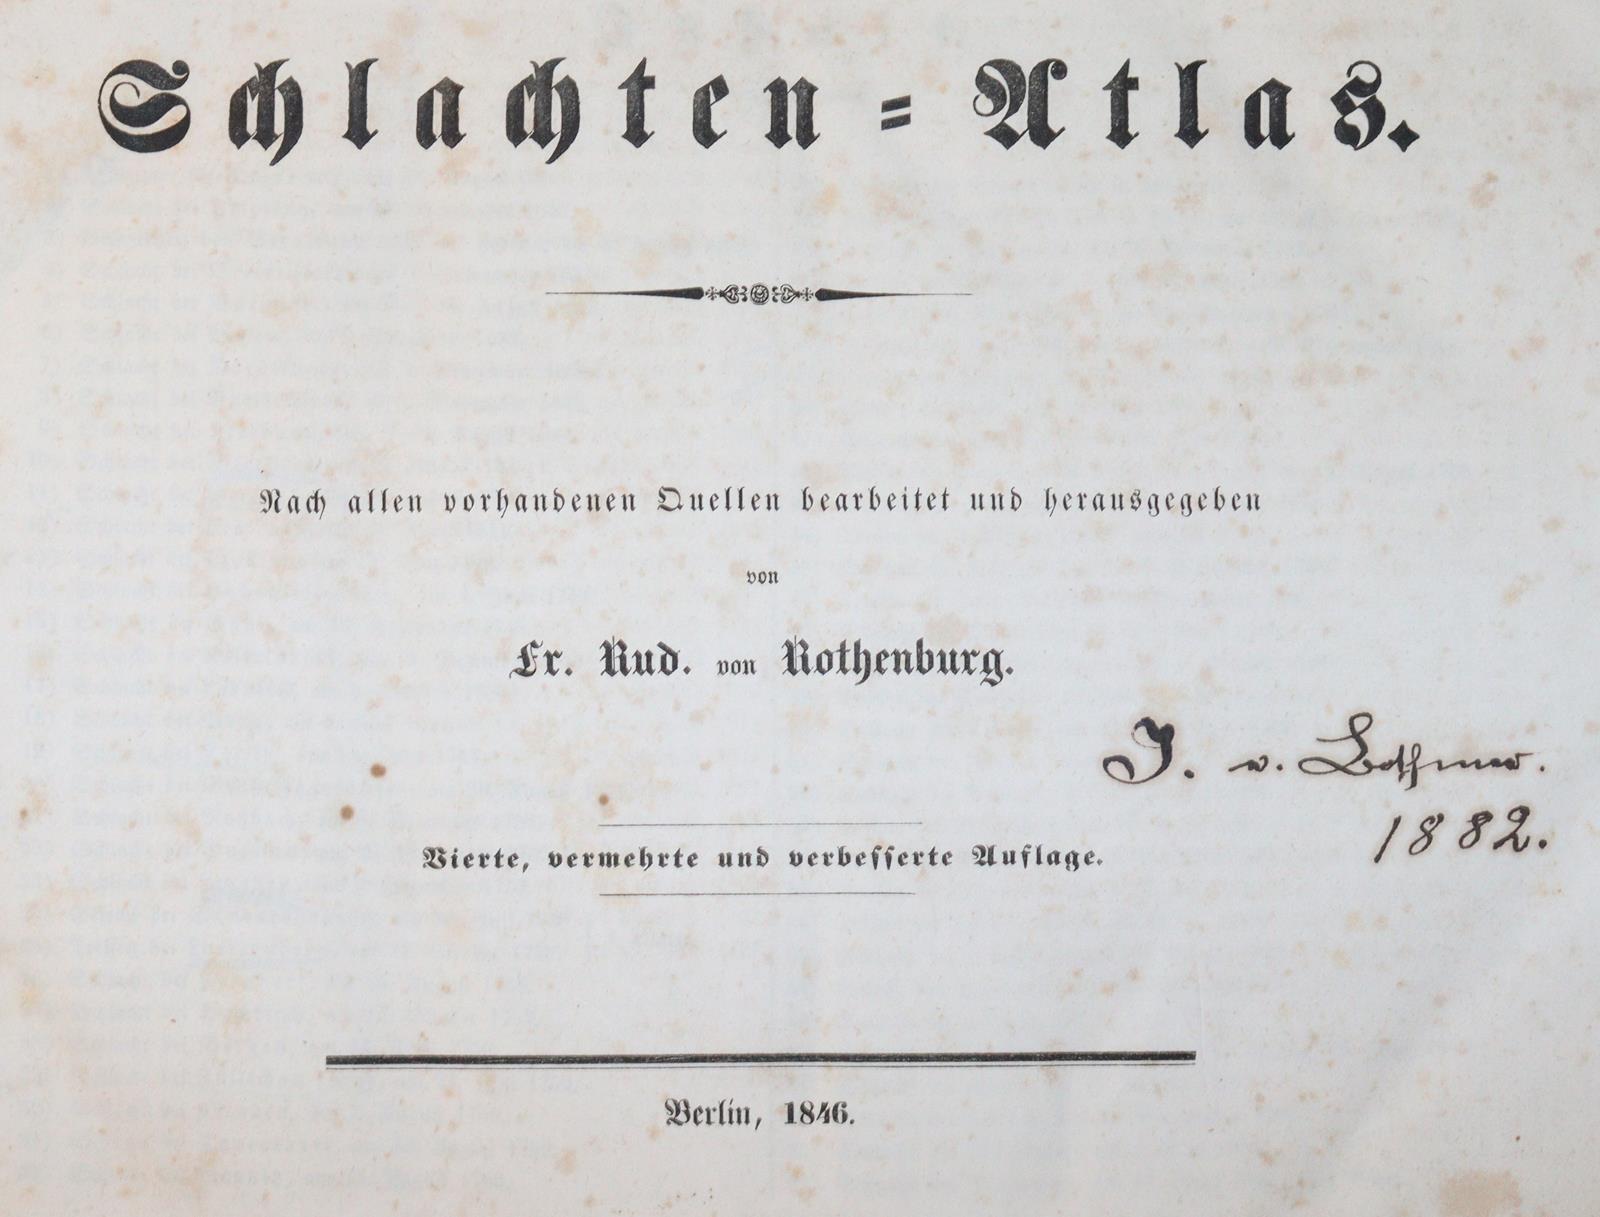 Schlachten=Atlas.
Nach allen vorhandenen Quellen bearbeitet und herausgegeben
von
Fr. Rud. von Rothenburg.
J. v. Bothmer.
1882.
Vierte, vermehrte und verbesserte Auflage.
Berlin, 1846.